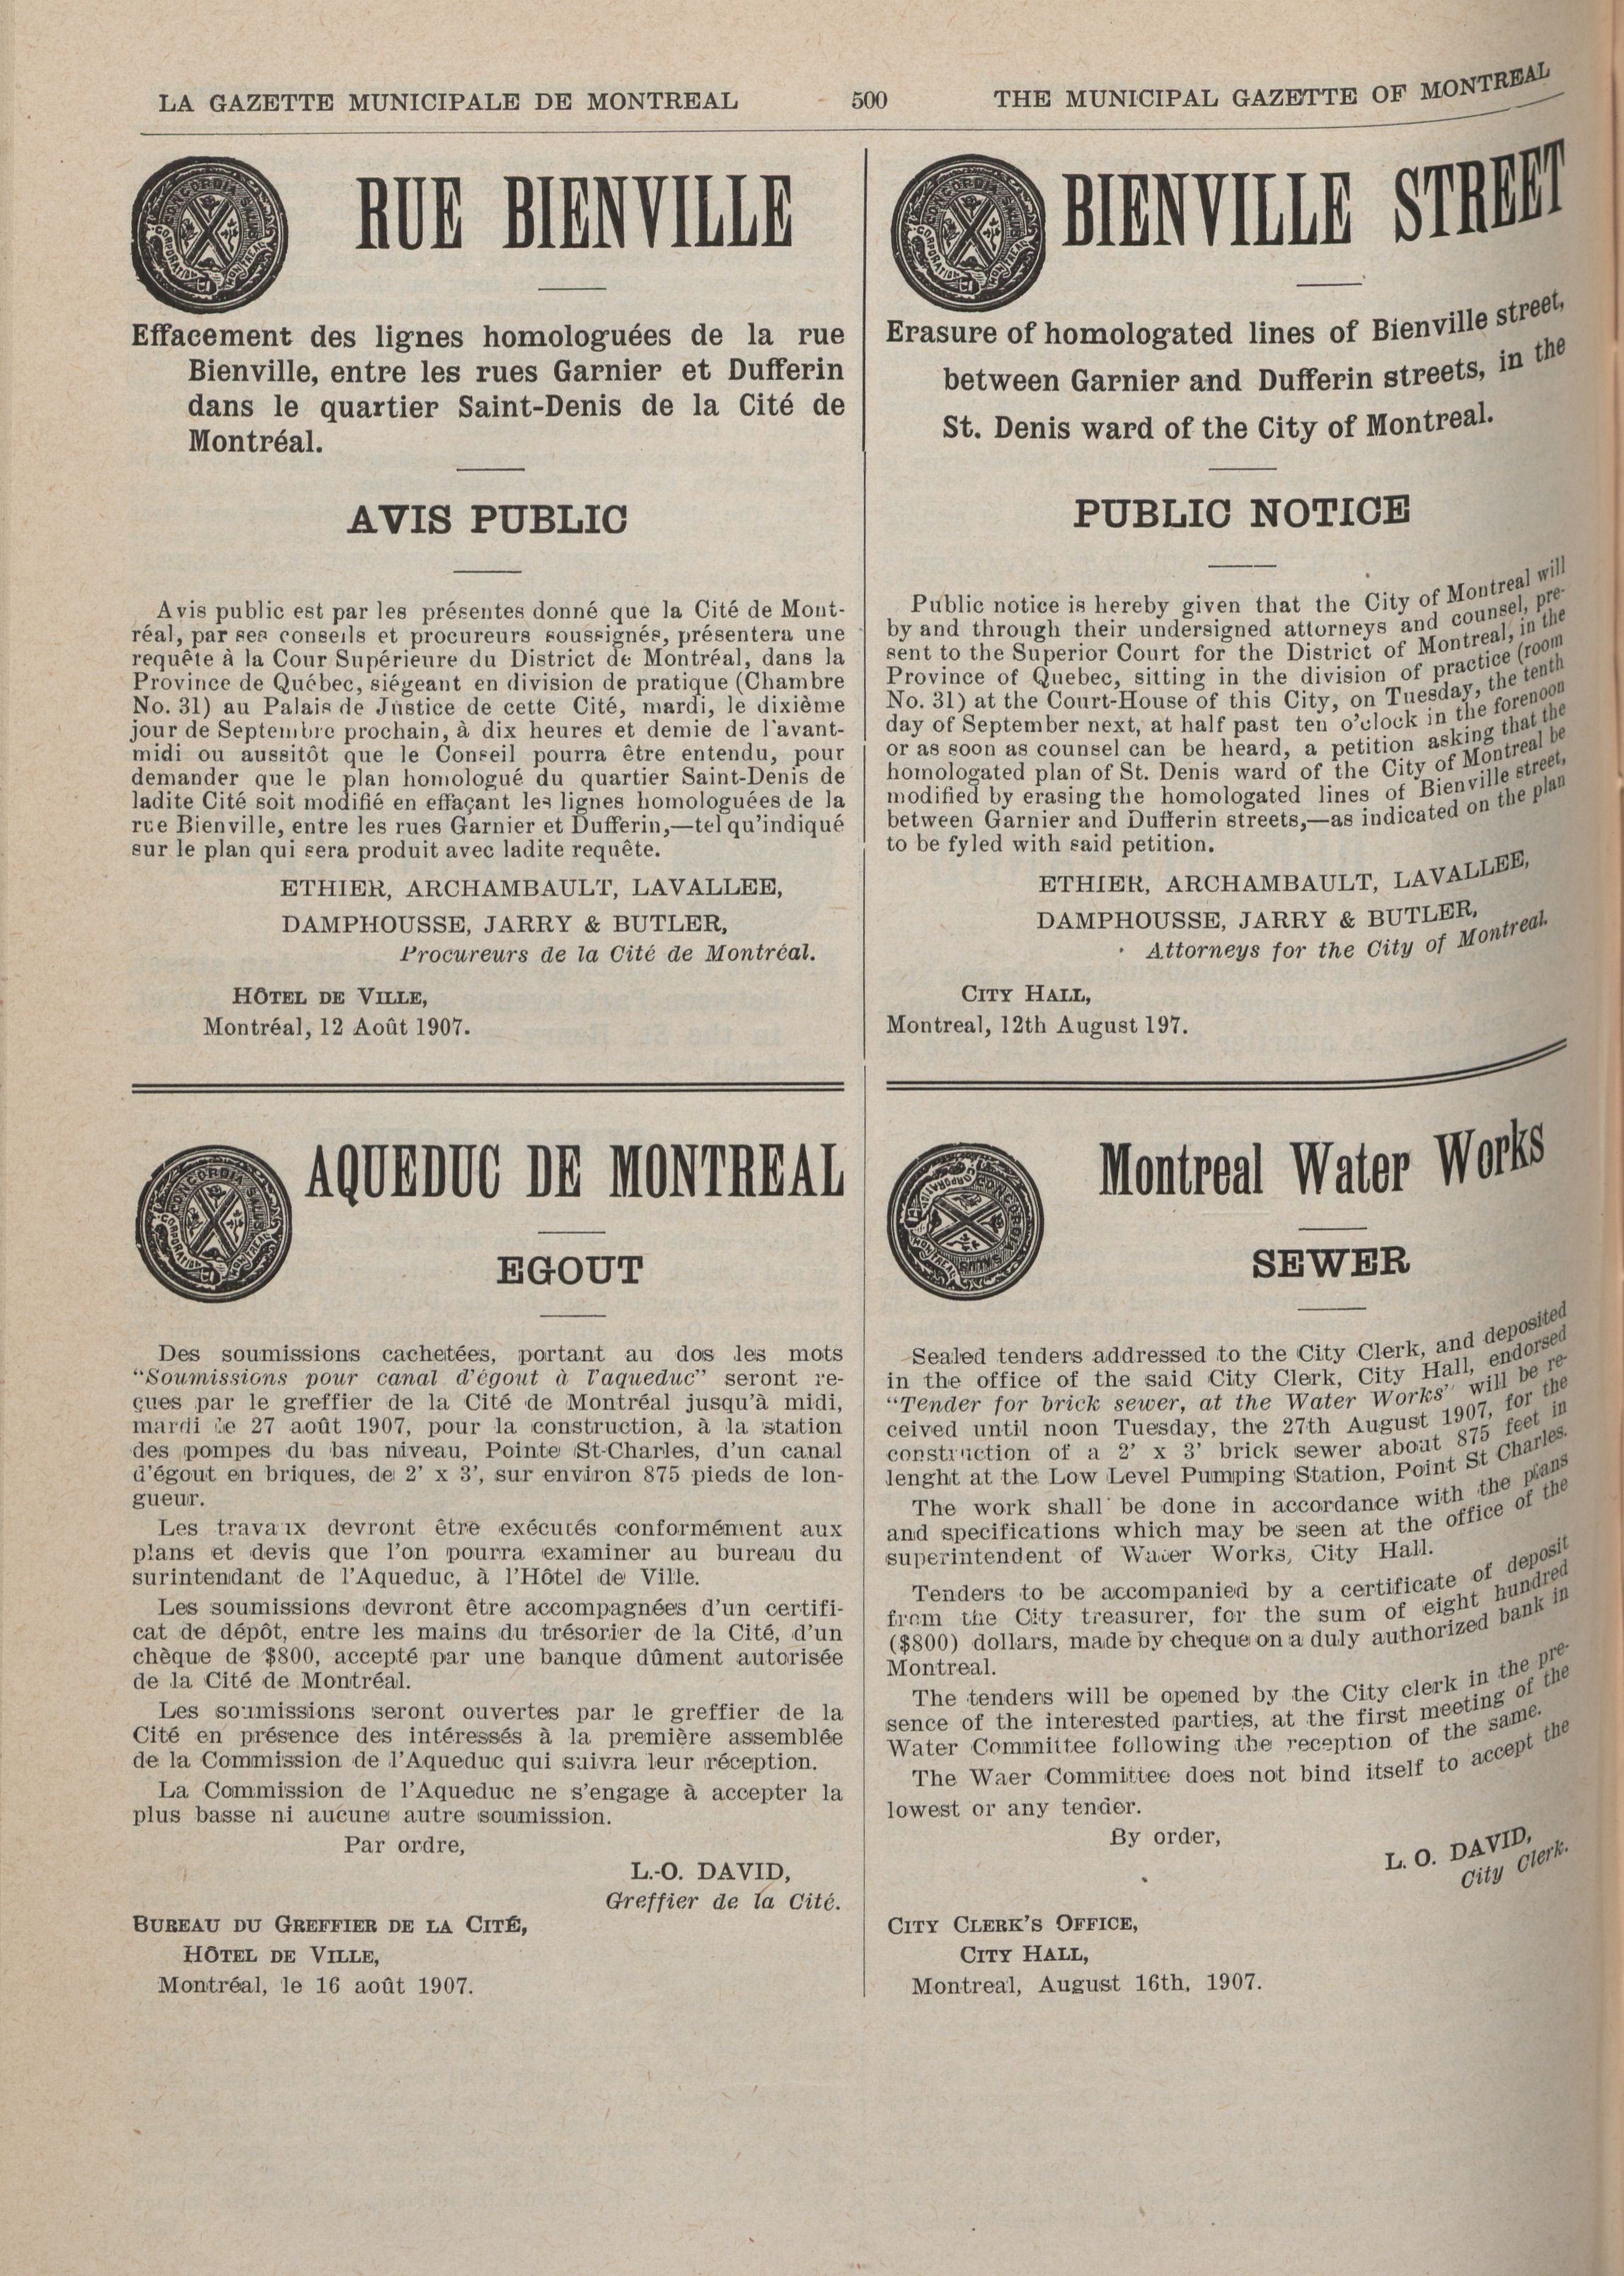 LA GAZETTE MUNICIPALE DE MONTREAL 500 THE MUNICIPAL GAZETTE OF MONTREAL
RUE BIENVILLE
Effacement des lignes homologuées de la rue
Bienville, entre les rues Garnier et Dufferin
dans le quartier Saint-Denis de la Cité de
Montréal.
AVIS PUBLIC
Avis public est par les présentes donné que la Cité de Mont-
réal, par ses conseils et procureurs soussignés, présentera une
requête à la Cour Supérieure du District de Montréal, dans la
Province de Québec, siégeant en division de pratique (Chambre
No. 31) au Palais de Justice de cette Cité, mardi, le dixième
jour de Septembre prochain, à dix heures et demie de l'avant-
midi ou aussitôt que le Conseil pourra être entendu, pour
demander que le plan homologué du quartier Saint-Denis de
ladite Cité soit modifié en effaçant les lignes homologuées de la
rue Bienville, entre les rues Garnier et Dufferin,—tel qu'indiqué
sur le plan qui sera produit avec ladite requête.
ETHIER, ARCHAMBAULT, LAVALLEE,
DAMPHOUSSE, JARRY & BUTLER,
Procureurs de la Cité de Montréal.
HÔTEL DE VILLE,
Montréal, 12 Août 1907.
BIENVILLE STREET
Erasure of homologated lines of Bienville street,
between Garnier and Dufferin streets, in the
St. Denis ward of the City of Montreal.
PUBLIC NOTICE
Public notice is hereby given that the City of Montreal will
by and through their undersigned attorneys and counsel, pre-
sent to the Superior Court for the District of Montreal, in the
Province of Quebec, sitting in the division of practice (room
No. 31) at the Court-House of this City, on Tuesday, the tenth
day of September next, at half past ten o'clock in the forenoon
or as soon as counsel can be heard, a petition asking that the
homologated plan of St. Denis ward of the City of Montreal be
modified by erasing the homologated lines of Bienville street,
between Garnier and Dufferin streets,—as indicated on the plan
to be fyled with said petition.
ETHIER, ARCHAMBAULT, LAVALLEE,
DAMPHOUSSE, JARRY & BUTLER,
Attorneys for the City of Montreal.
CITY HALL,
Montreal, 12th August 197.
AQUEDUC DE MONTREAL
EGOUT
Des soumissions cachetées, portant au dos les mots
"Soumissions pour canal d'égout à l'aqueduc" seront re-
çues par le greffier de la Cité de Montréal jusqu'à midi,
mardi le 27 août 1907, pour la construction, à la station
des pompes du bas niveau, Pointe St-Charles, d'un canal
d'égout en briques, de 2' x 3', sur environ 875 pieds de lon-
gueur.
Les travaux devront être exécutés conformément aux
plans et devis que l'on pourra examiner au bureau du
surintendant de l'Aqueduc, à l'Hôtel de Ville.
Les soumissions devront être accompagnées d'un certifi-
cat de dépôt, entre les mains du trésorier de la Cité, d'un
chèque de $800, accepté par une banque dûment autorisée
de la Cité de Montréal.
Les soumissions seront ouvertes par le greffier de la
Cité en présence des intéressés à la première assemblée
de la Commission de l'Aqueduc qui suivra leur réception.
La Commission de l'Aqueduc ne s'engage à accepter la
plus basse ni aucune autre soumission.
Par ordre,
L.-O. DAVID,
Greffier de la Cité.
BUREAU DU GREFFIER DE LA CITÉ,
HÔTEL DE VILLE,
Montréal, le 16 août 1907.
Montreal Water Works
SEWER
Sealed tenders addressed to the City Clerk, and deposited
in the office of the said City Clerk, City Hall, endorsed
"Tender for brick sewer, at the Water Works" will be re-
ceived until noon Tuesday, the 27th August 1907, for the
construction of a 2' x 3' brick sewer about 875 feet in
lenght at the Low Level Pumping Station, Point St Charles.
The work shall be done in accordance with the plans
and specifications which may be seen at the office of the
superintendent of Water Works, City Hall.
Tenders to be accompanied by a certificate of deposit
from the City treasurer, for the sum of eight hundred
($800) dollars, made by cheque on a duly authorized bank in
Montreal.
The tenders will be opened by the City clerk in the pre-
sence of the interested parties, at the first meeting of the
Water Committee following the reception of the same.
The Waer Committee does not bind itself to accept the
lowest or any tender.
By order,
L. O. DAVID,
City Clerk.
CITY CLERK'S OFFICE,
CITY HALL,
Montreal, August 16th, 1907.